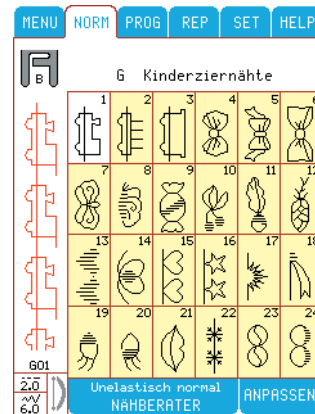 MENU NORM PROG REP SET HELP
B
G Kinderziernähte
1 2 3 4 5 6
7 8 9 10 11 12
13 14 15 16 17 18
19 20 21 22 23 24
G01
2.0
6.0
Unelastisch normal
NÄHBERATER
ANPASSEN